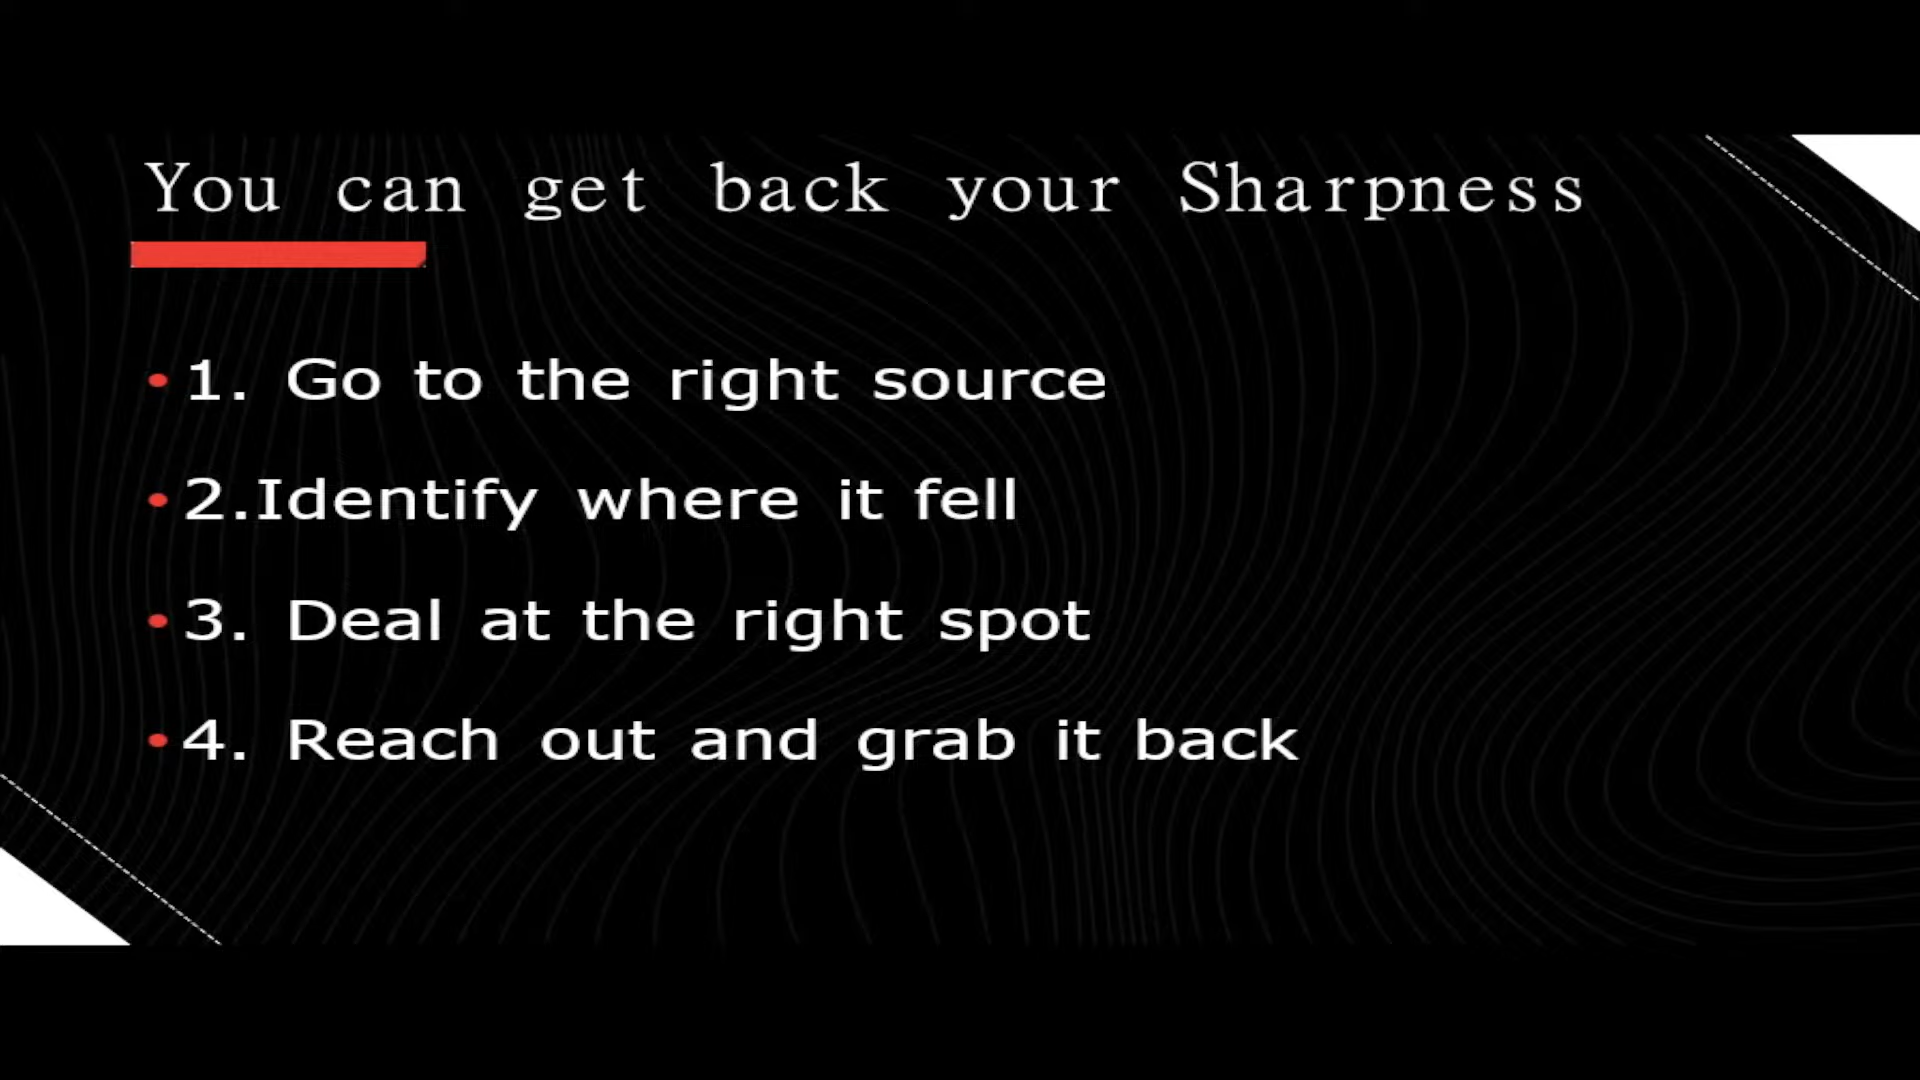 You can get back your Sharpness
• 1. Go to the right source
• 2.Identify where it fell
• 3. Deal at the right spot
• 4. Reach out and grab it back